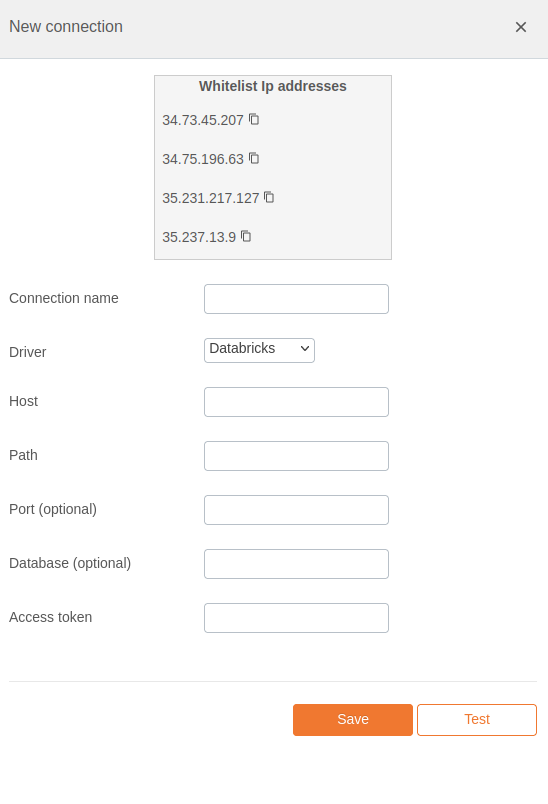 New connection
Whitelist Ip addresses
34.73.45.207
34.75.196.63
35.231.217.127
35.237.13.9
Connection name
Driver
Databricks
Host
Path
Port (optional)
Database (optional)
Access token
Save
Test